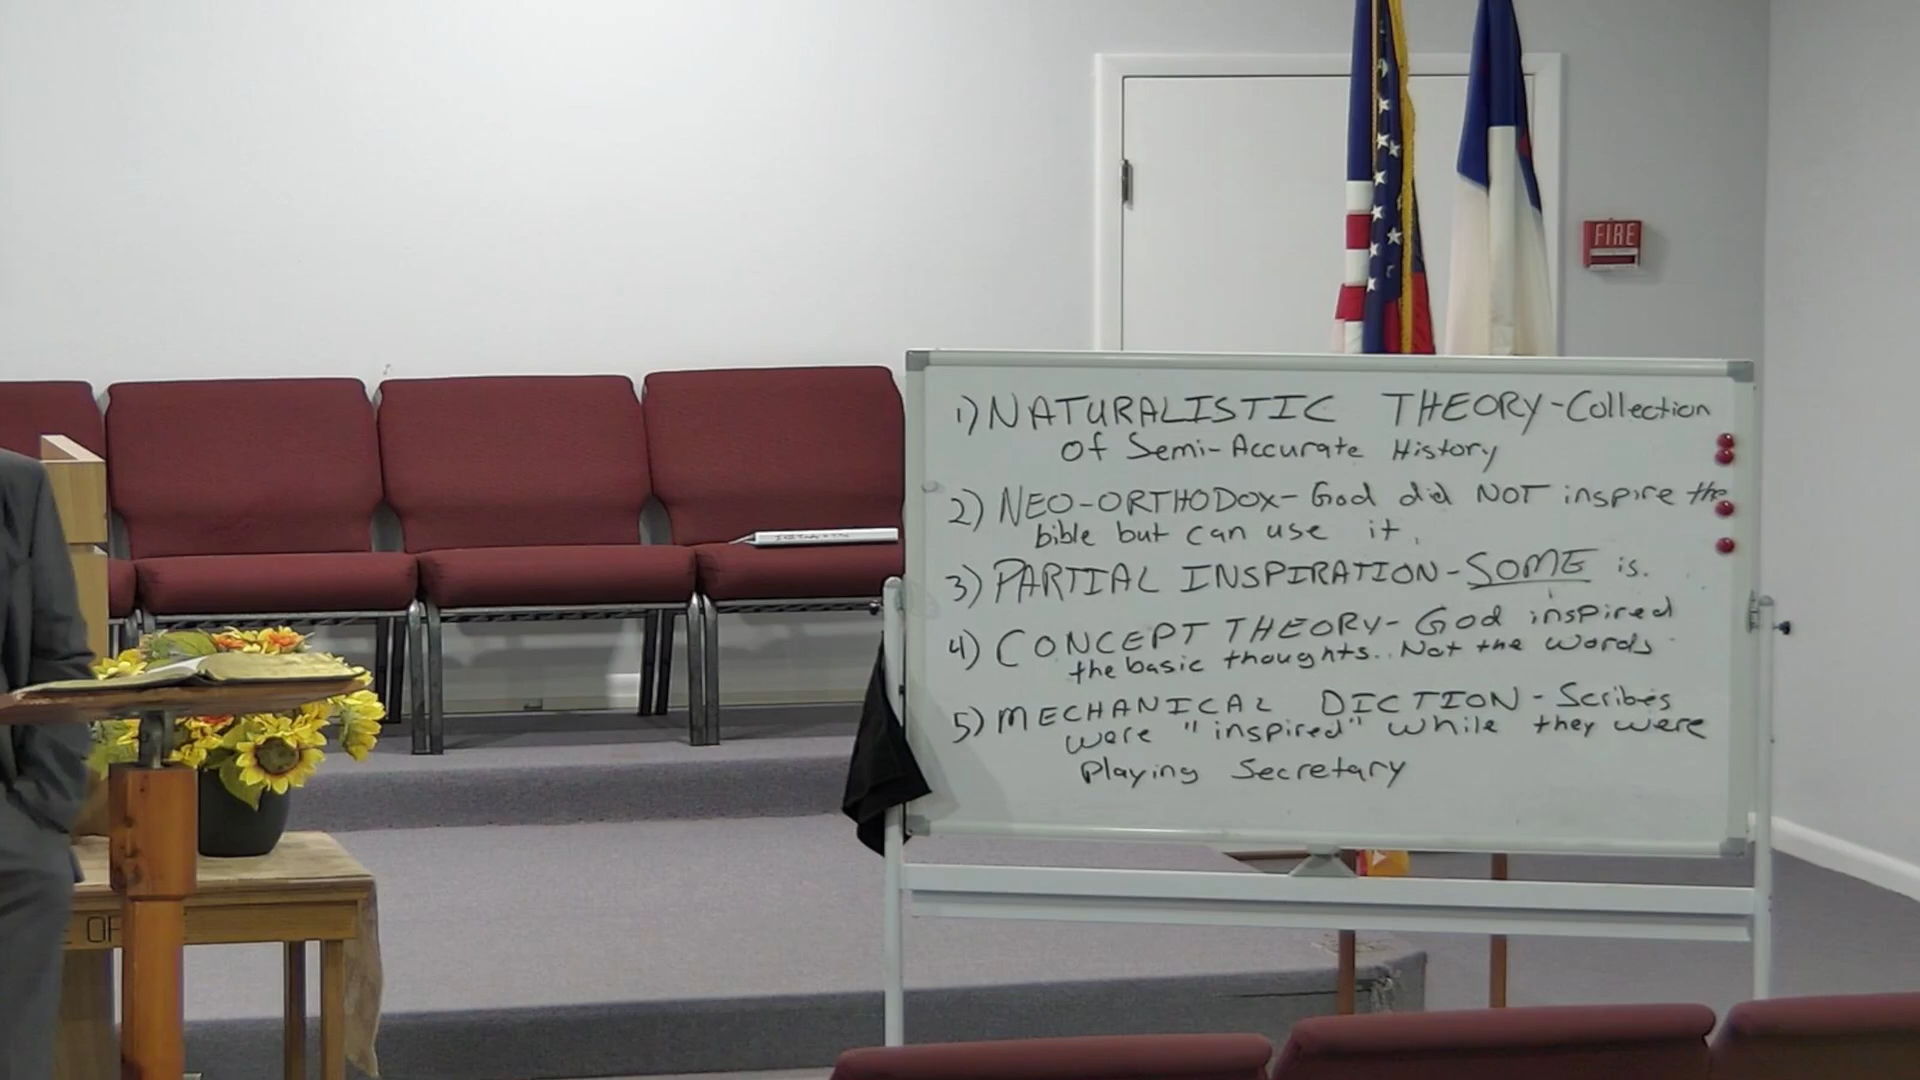 FIRE
1) NATURALISTIC THEORY-Collection
of Semi-Accurate History
2) NEO-ORTHODOX- God did NOT inspire the
bible but can use it.
3) PARTIAL INSPIRATION-SOME is.
4) CONCEPT THEORY- God inspired
the basic thoughts.. Not the words
5) MECHANICAL DICTION-Scribes
were "inspired" while they were
Playing Secretary
OF